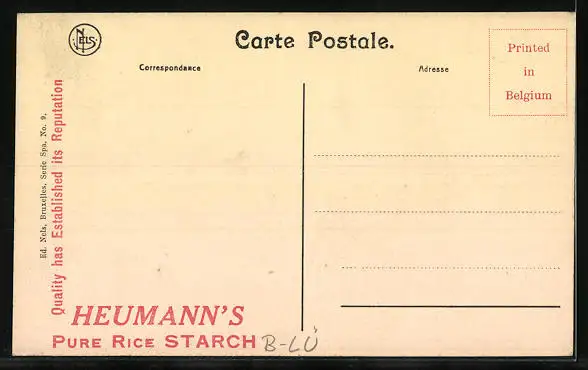 NELS
Carte Postale.
Correspondance
Adresse
Printed
in
Belgium
Ed. Nels, Bruxelles, Serie Spa, No. 9.
Quality has Established its Reputation
HEUMANN'S
PURE RICE STARCH
B-LÜ